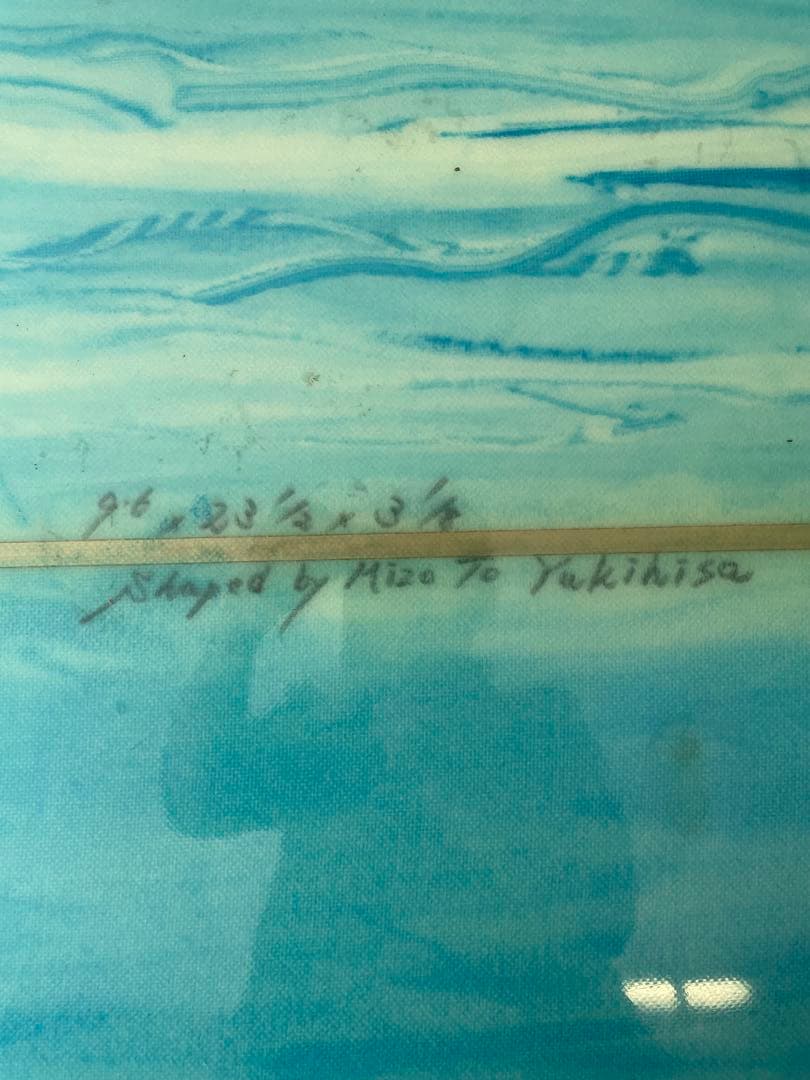 9'6 x 23 1/2 x 3 1/8
Shaped by Mizo To Yukihisa